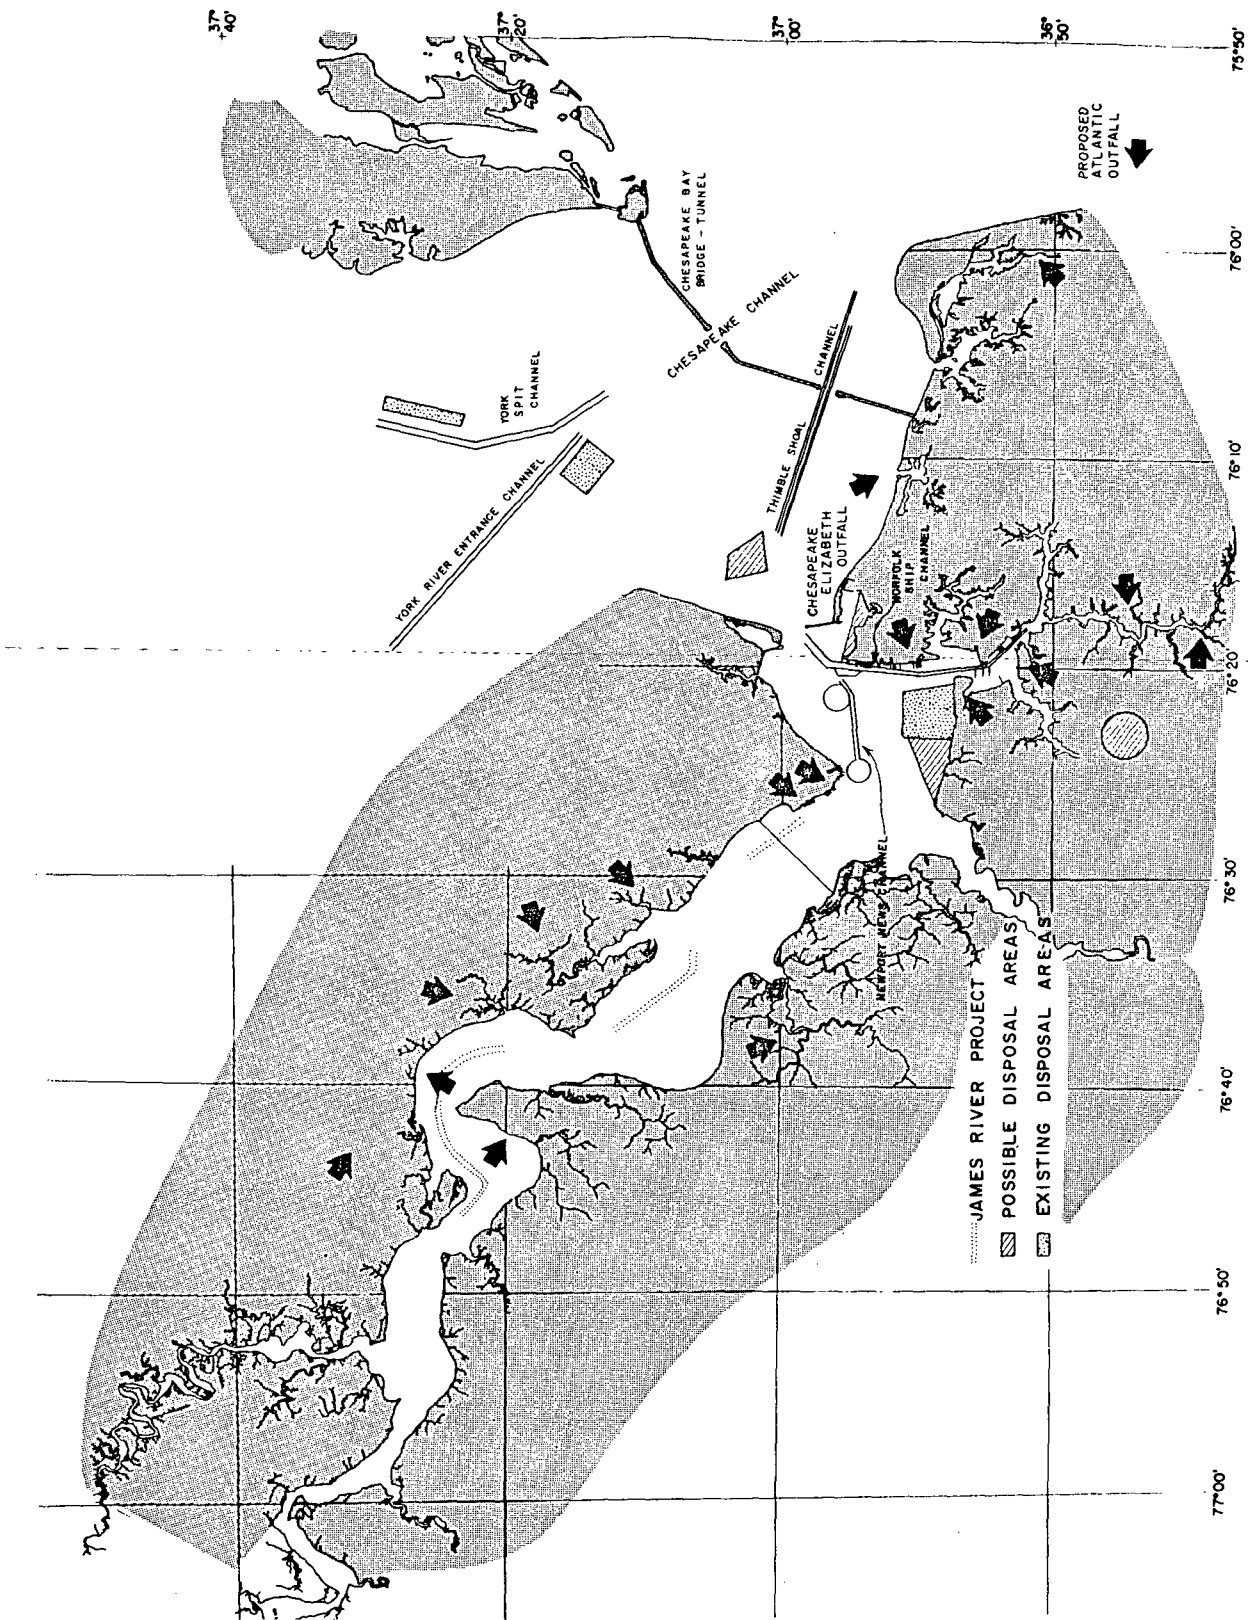 37°
+40'
37°
20'
37°
00'
36°
50'
75°50'
PROPOSED
ATLANTIC
OUTFALL
76°00'
CHESAPEAKE BAY
BRIDGE - TUNNEL
CHESAPEAKE CHANNEL
YORK
SPIT
CHANNEL
THIMBLE SHOAL CHANNEL
YORK RIVER ENTRANCE CHANNEL
76°10'
CHESAPEAKE
ELIZABETH
OUTFALL
NORFOLK
SHIP
CHANNEL
76°20'
NEWPORT NEWS CHANNEL
76°30'
JAMES RIVER PROJECT
POSSIBLE DISPOSAL AREAS
EXISTING DISPOSAL AREAS
76°40'
76°50'
77°00'